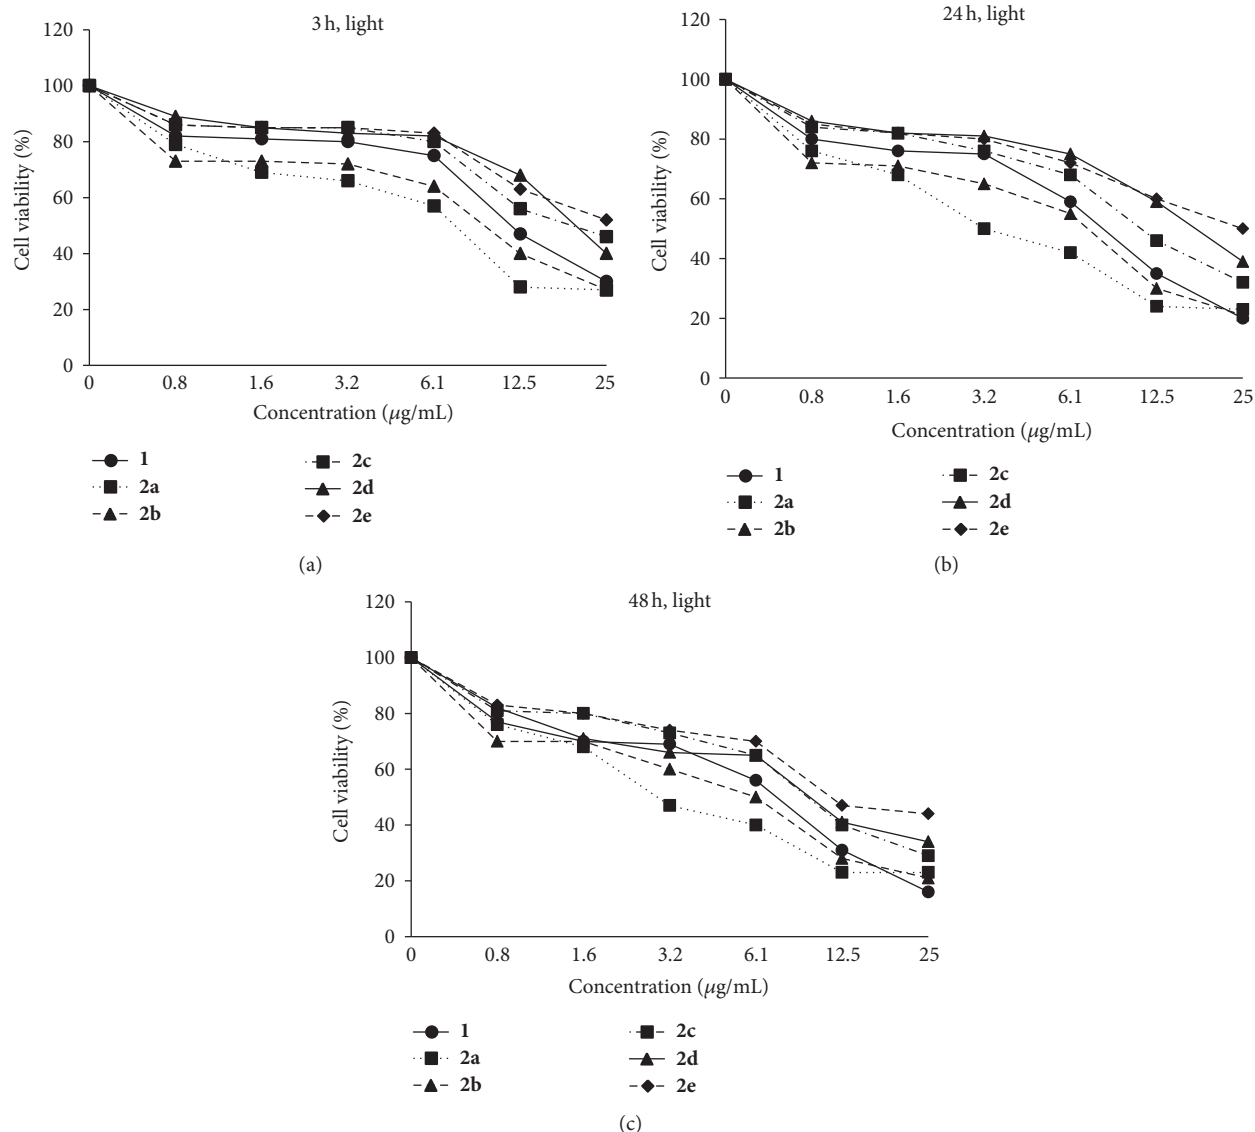 3 h, light
120
100
80
60
40
20
0
Cell viability (%)
0 0.8 1.6 3.2 6.1 12.5 25
Concentration (μg/mL)
1 2c
2a 2d
2b 2e
(a)
24 h, light
120
100
80
60
40
20
0
Cell viability (%)
0 0.8 1.6 3.2 6.1 12.5 25
Concentration (μg/mL)
1 2c
2a 2d
2b 2e
(b)
48 h, light
120
100
80
60
40
20
0
Cell viability (%)
0 0.8 1.6 3.2 6.1 12.5 25
Concentration (μg/mL)
1 2c
2a 2d
2b 2e
(c)